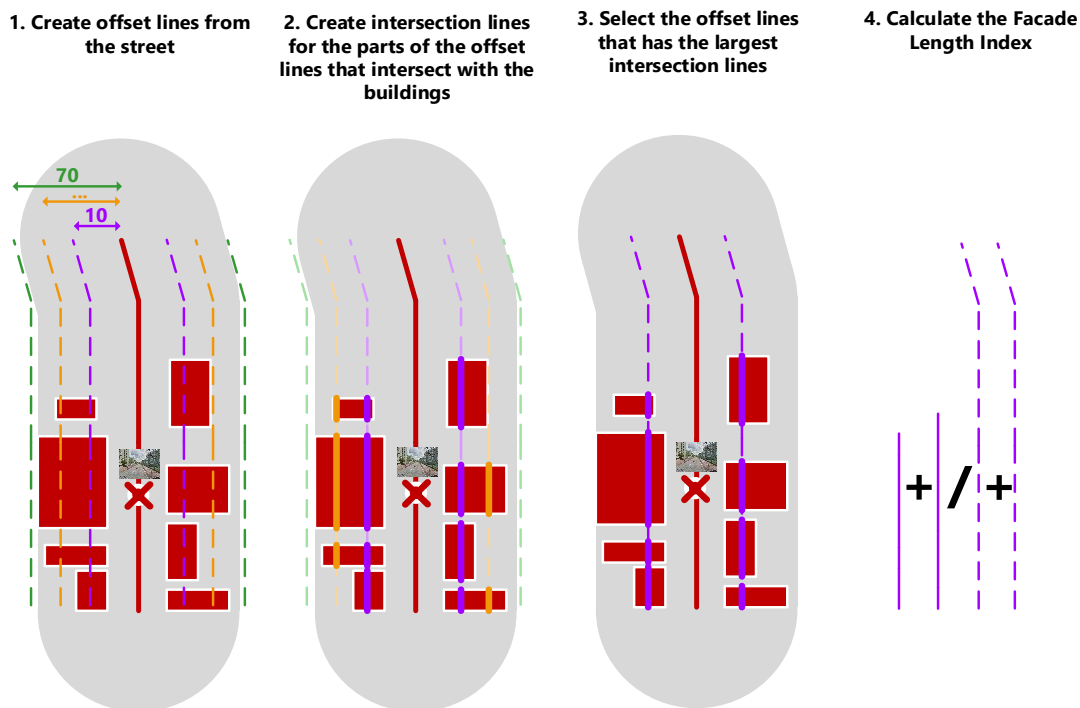 1. Create offset lines from
the street
2. Create intersection lines
for the parts of the offset
lines that intersect with the
buildings
3. Select the offset lines
that has the largest
intersection lines
4. Calculate the Facade
Length Index
70
...
10
+ / +